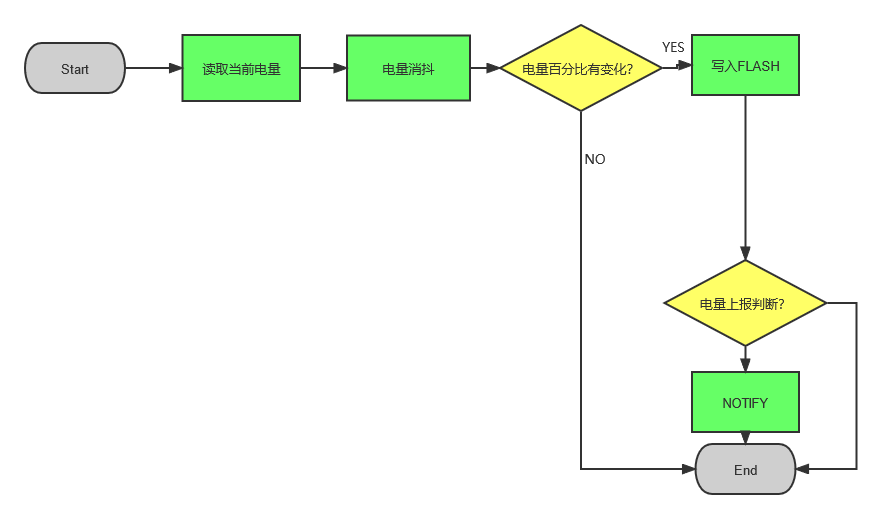 Start
读取当前电量
电量消抖
电量百分比有变化?
YES
写入FLASH
NO
电量上报判断?
NOTIFY
End